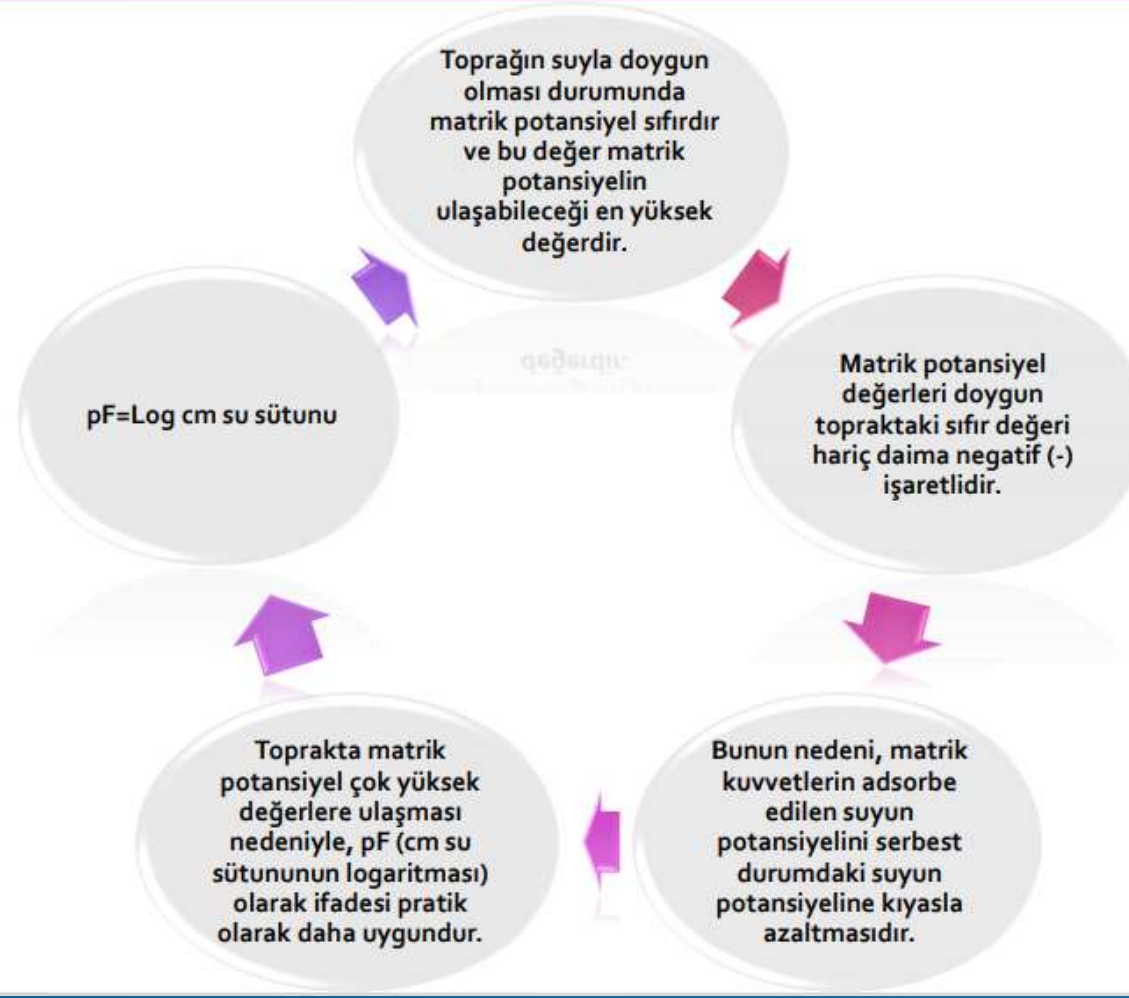 Toprağın suyla doygun
olması durumunda
matrik potansiyel sıfırdır
ve bu değer matrik
potansiyelin
ulaşabileceği en yüksek
değerdir.
Matrik potansiyel
değerleri doygun
topraktaki sıfır değeri
hariç daima negatif (-)
işaretlidir.
Bunun nedeni, matrik
kuvvetlerin adsorbe
edilen suyun
potansiyelini serbest
durumdaki suyun
potansiyeline kıyasla
azaltmasıdır.
Toprakta matrik
potansiyel çok yüksek
değerlere ulaşması
nedeniyle, pF (cm su
sütununun logaritması)
olarak ifadesi pratik
olarak daha uygundur.
pF=Log cm su sütunu